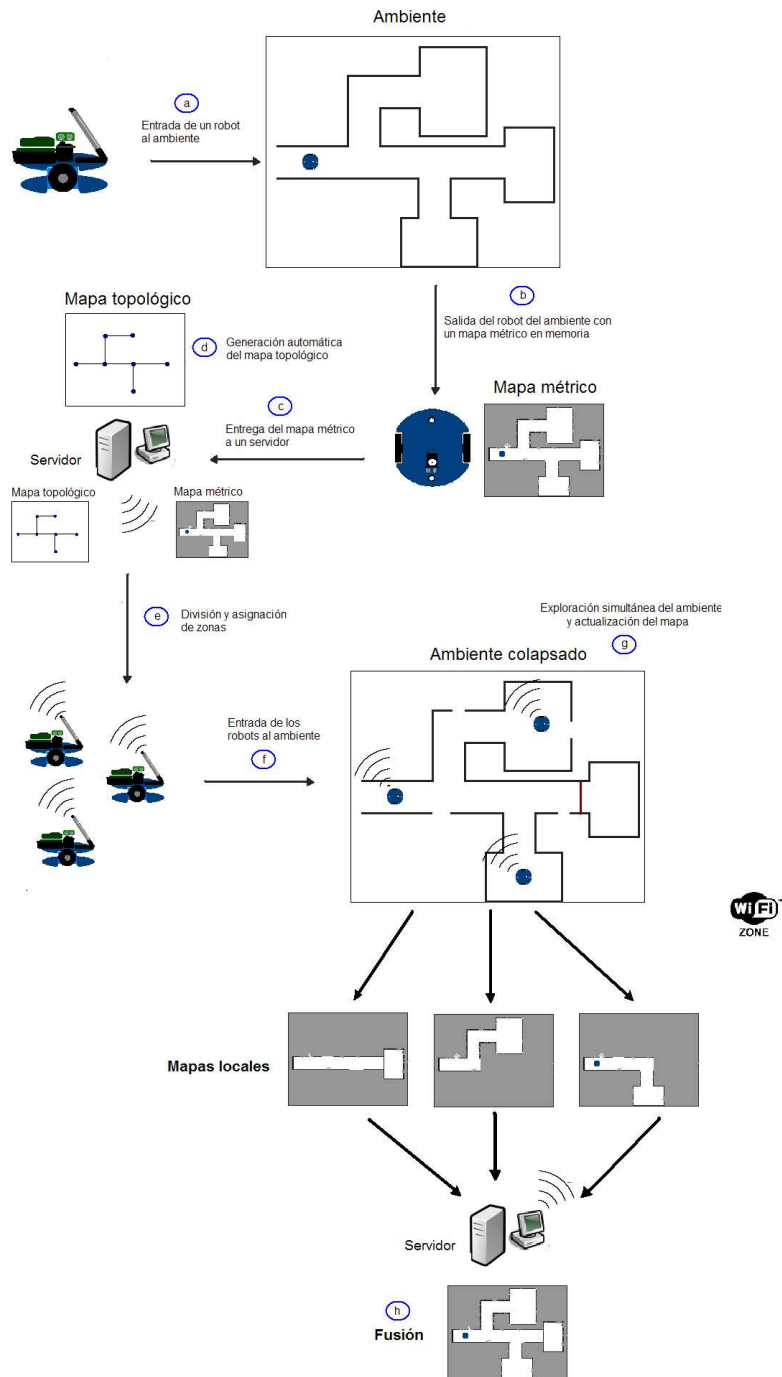 Ambiente
a
Entrada de un robot
al ambiente
b
Salida del robot del ambiente con
un mapa métrico en memoria
Mapa topológico
d
Generación automática
del mapa topológico
c
Entrega del mapa métrico
a un servidor
Mapa métrico
Servidor
Mapa topológico
Mapa métrico
e
División y asignación
de zonas
Exploración simultánea del ambiente
y actualización del mapa
g
Ambiente colapsado
Entrada de los
robots al ambiente
f
Wi Fi
ZONE
Mapas locales
Servidor
h
Fusión